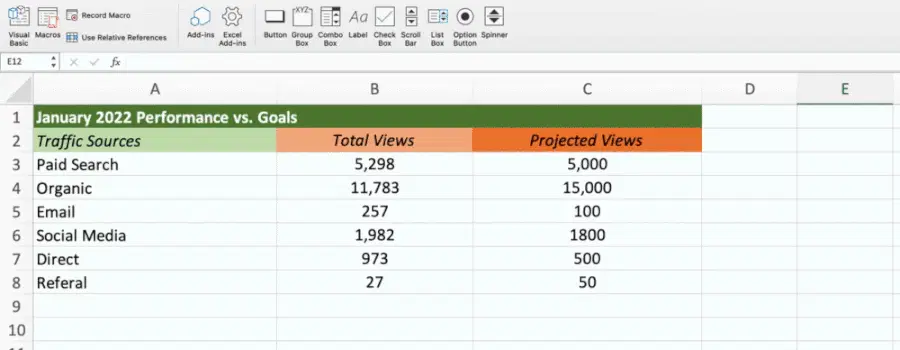 Visual Basic Macros Record Macro Use Relative References Add-ins Excel Add-ins Button Group Box Combo Box Label Check Box Scroll Bar List Box Option Button Spinner
XYZ Aa
E12 fx
A B C D E
1 January 2022 Performance vs. Goals
2 Traffic Sources Total Views Projected Views
3 Paid Search 5,298 5,000
4 Organic 11,783 15,000
5 Email 257 100
6 Social Media 1,982 1800
7 Direct 973 500
8 Referal 27 50
9
10